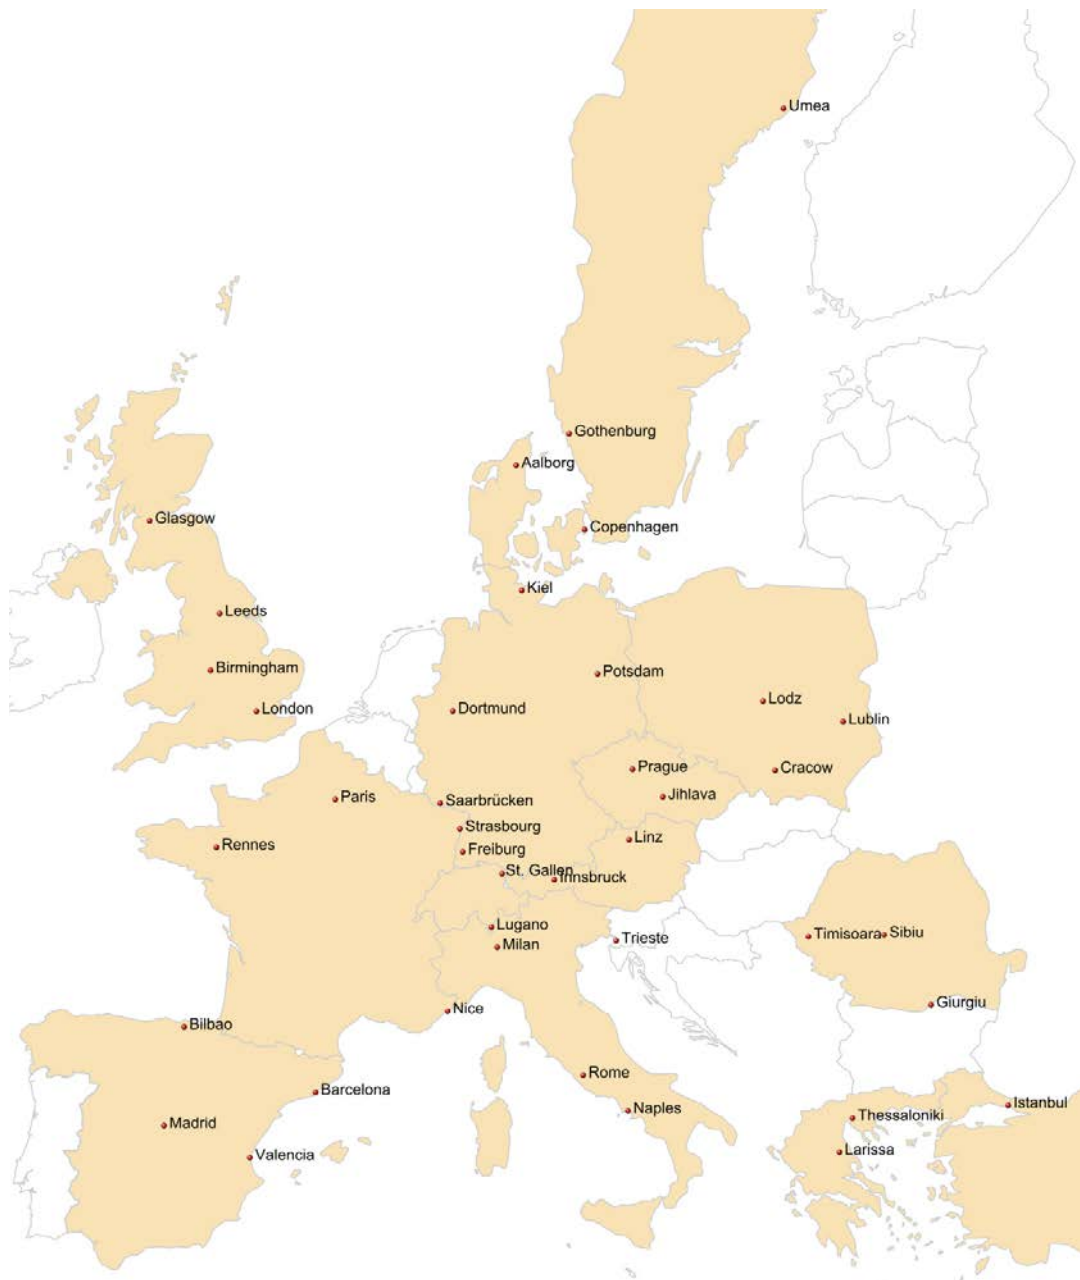 Umea
Gothenburg
Aalborg
Glasgow
Copenhagen
Kiel
Leeds
Birmingham
Potsdam
London
Dortmund
Lodz
Lublin
Prague
Cracow
Paris
Saarbrücken
Jihlava
Strasbourg
Rennes
Freiburg
Linz
St. Gallen
Innsbruck
Lugano
Milan
Trieste
Timisoara
Sibiu
Nice
Giurgiu
Bilbao
Rome
Barcelona
Istanbul
Naples
Thessaloniki
Madrid
Larissa
Valencia